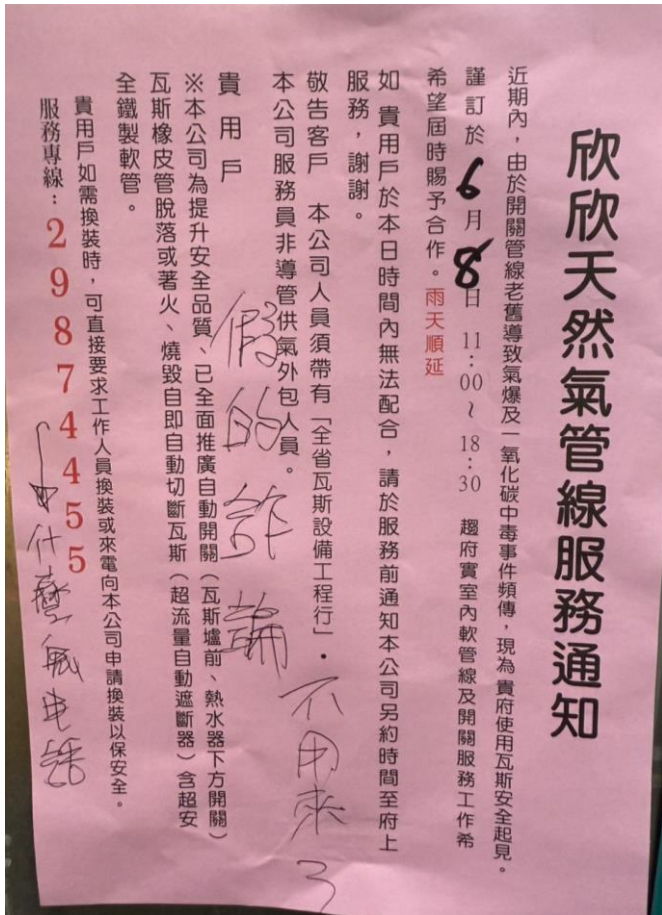 欣欣天然氣管線服務通知
近期內，由於開關管線老舊導致氣爆及一氧化碳中毒事件頻傳，現為 貴府使用瓦斯安全起見。
謹訂於 6 月 8 日 11：00 ~ 18：30 趨府實室內軟管線及開關服務工作希
希望屆時賜予合作。雨天順延
如 貴用戶於本日時間內無法配合，請於服務前通知本公司另約時間至府上
服務，謝謝。
敬告客戶 本公司人員須帶有「全省瓦斯設備工程行」．
本公司服務員非導管供氣外包人員。
不用來了
假的詐
貴用戶
※本公司為提升安全品質、已全面推廣自動開關（瓦斯爐前、熱水器下方開關）
瓦斯橡皮管脫落或著火、燒毀自即自動切斷瓦斯（超流量自動遮斷器）含超安
全鐵製軟管。
貴用戶如需換裝時，可直接要求工作人員換裝或來電向本公司申請換裝以保安全。
服務專線：29874455
什麼電話